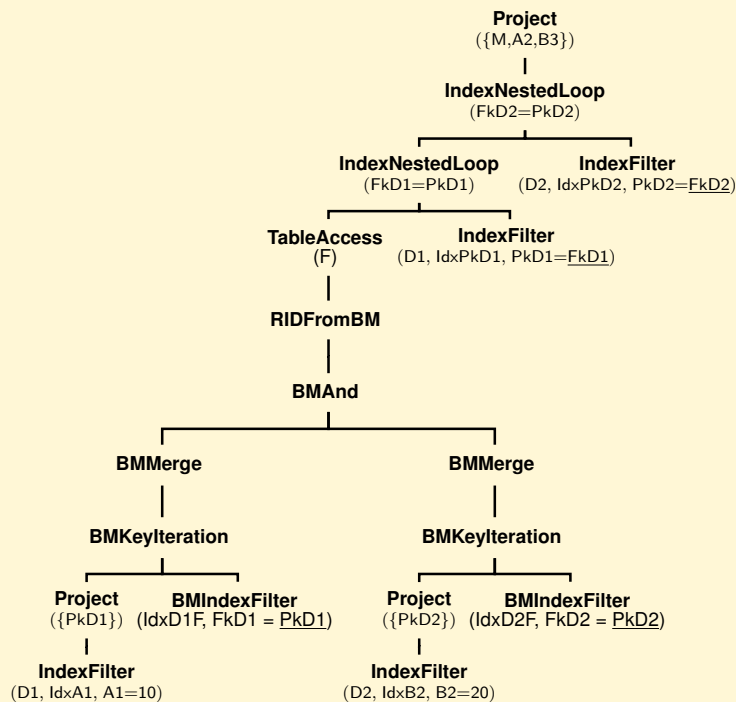 Project
({M,A2,B3})
IndexNestedLoop
(FkD2=PkD2)
IndexNestedLoop
(FkD1=PkD1)
IndexFilter
(D2, IdxPkD2, PkD2=FkD2)
TableAccess
(F)
IndexFilter
(D1, IdxPkD1, PkD1=FkD1)
RIDFromBM
BMAnd
BMMerge
BMMerge
BMKeyIteration
BMKeyIteration
Project
({PkD1})
BMIndexFilter
(IdxD1F, FkD1 = PkD1)
Project
({PkD2})
BMIndexFilter
(IdxD2F, FkD2 = PkD2)
IndexFilter
(D1, IdxA1, A1=10)
IndexFilter
(D2, IdxB2, B2=20)